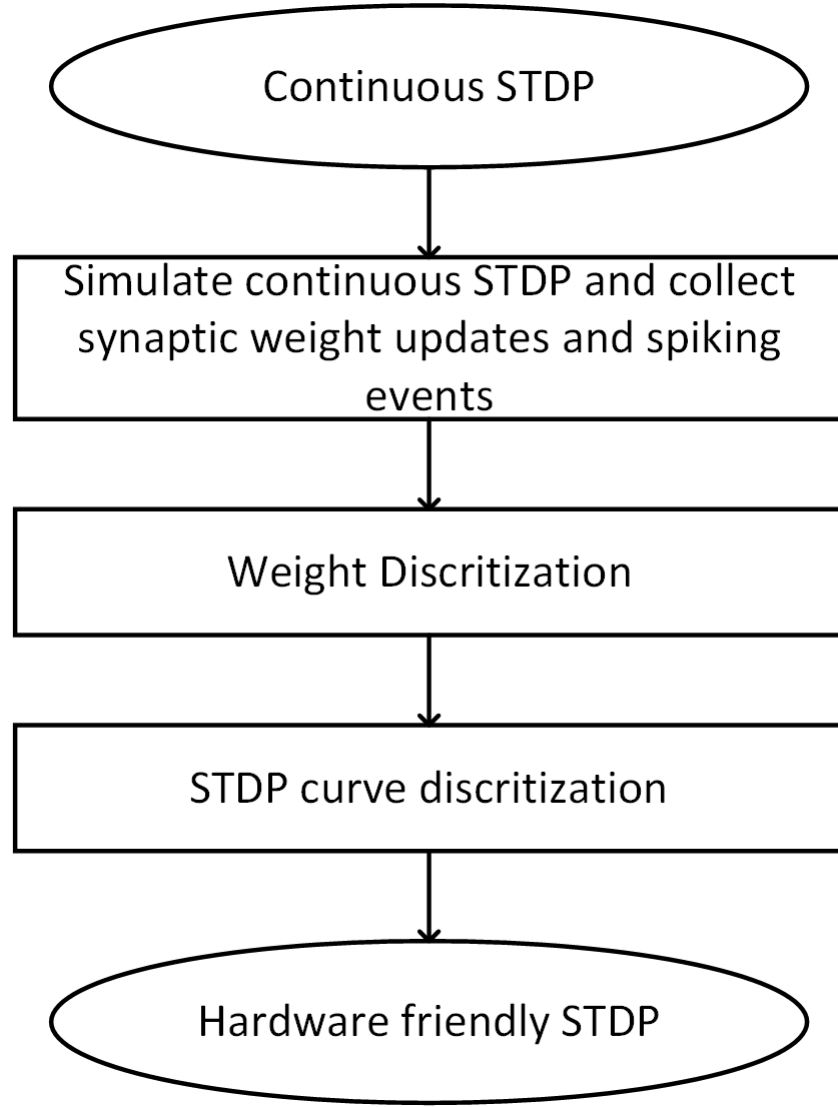 Continuous STDP
Simulate continuous STDP and collect
synaptic weight updates and spiking
events
Weight Discritization
STDP curve discritization
Hardware friendly STDP